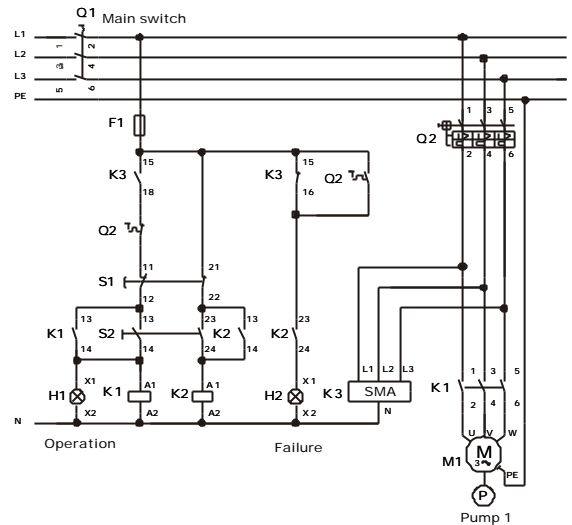 Q1 Main switch
L1
1 2
L2
3 4
L3
5 6
PE
F1
1 3 5
Q2
2 4 6
K3 15 18
K3 15 16
Q2
Q2
S1 11 12
21 22
K1 13 14
S2 13 14
23 24
K2 13 14
K2 23 24
L1 L2 L3
K3 SMA
N
K1 1 3 5
2 4 6
H1 X1 X2
K1 A1 A2
K2 A1 A2
H2 X1 X2
N
Operation
Failure
U V W
M1 M 3~
PE
P
Pump 1